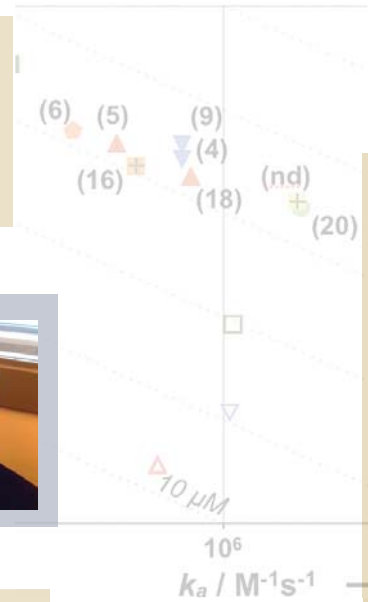 (6) (5) (9)
(4)
(16) (18) (nd)
(20)
10 µM
10⁶
kₐ / M⁻¹s⁻¹